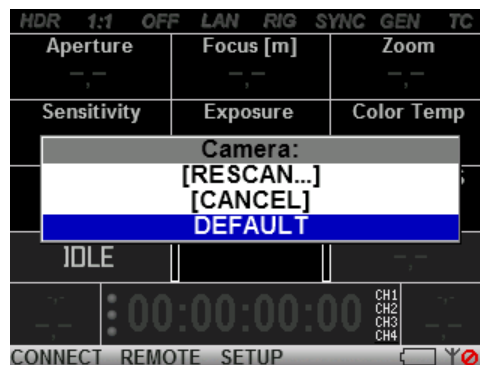 HDR 1:1 OFF LAN RIG SYNC GEN TC
Aperture Focus [m] Zoom
-,- -,- -,-
Sensitivity Exposure Color Temp
Camera:
[RESCAN...]
[CANCEL]
DEFAULT
IDLE -,-
-,- 00:00:00:00 CH1 -,-
CH2
CH3
-,- CH4 -,-
CONNECT REMOTE SETUP